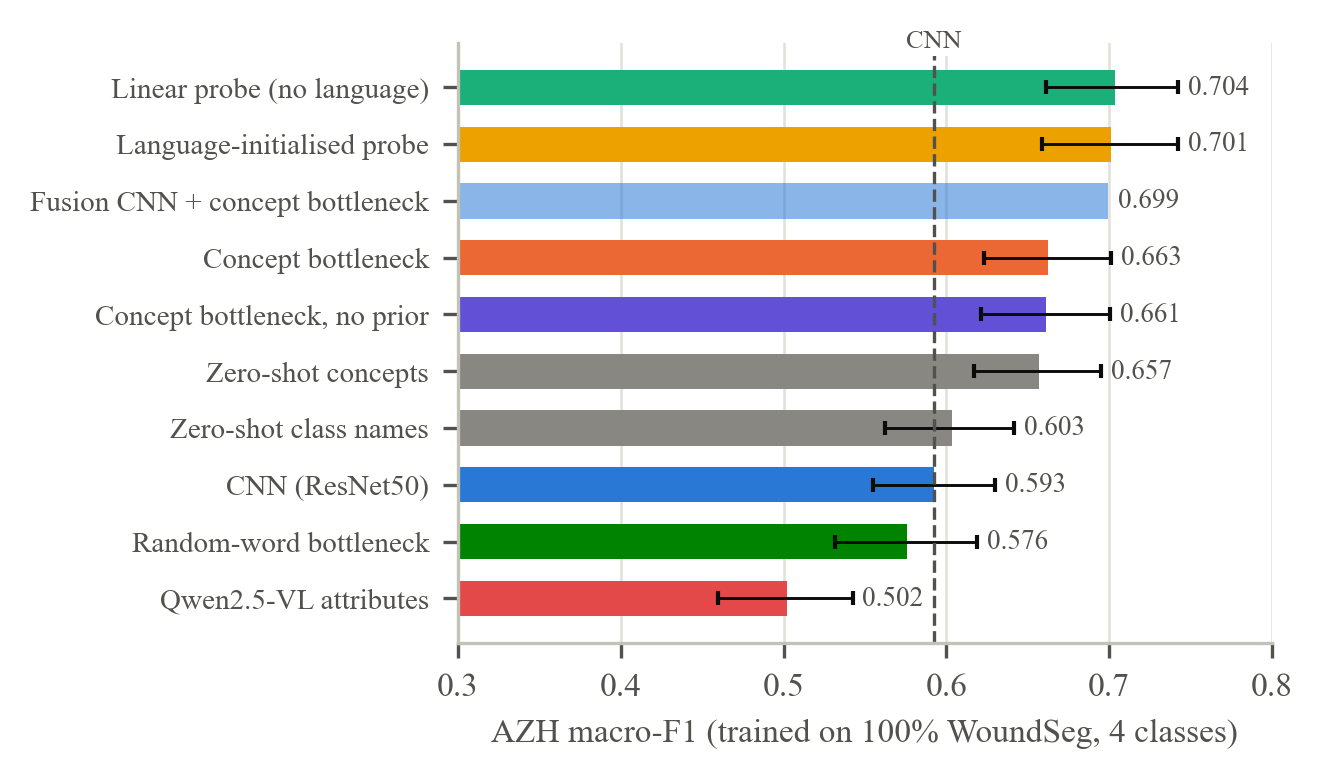 CNN
Linear probe (no language) 0.704
Language-initialised probe 0.701
Fusion CNN + concept bottleneck 0.699
Concept bottleneck 0.663
Concept bottleneck, no prior 0.661
Zero-shot concepts 0.657
Zero-shot class names 0.603
CNN (ResNet50) 0.593
Random-word bottleneck 0.576
Qwen2.5-VL attributes 0.502
0.3 0.4 0.5 0.6 0.7 0.8
AZH macro-F1 (trained on 100% WoundSeg, 4 classes)